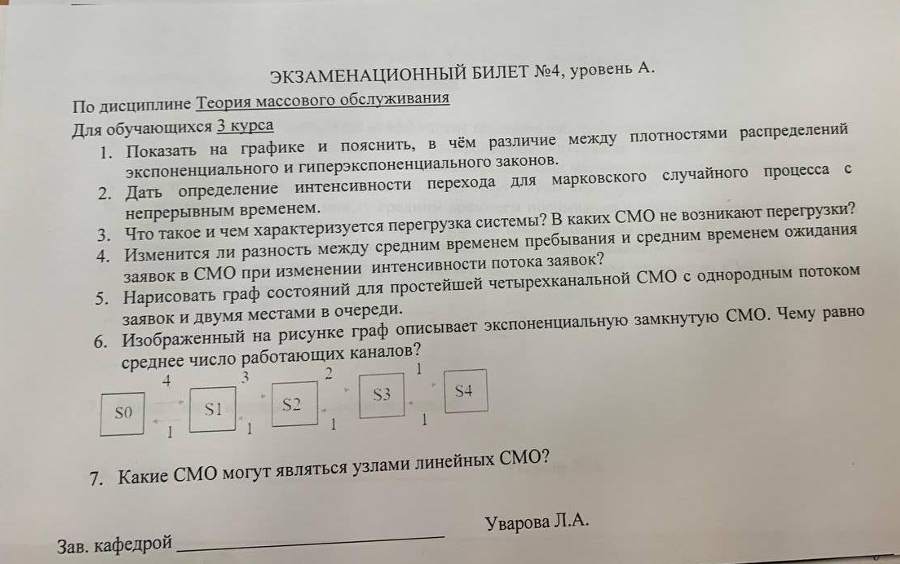 ЭКЗАМЕНАЦИОННЫЙ БИЛЕТ №4, уровень А.
По дисциплине Теория массового обслуживания
Для обучающихся 3 курса
1. Показать на графике и пояснить, в чём различие между плотностями распределений
экспоненциального и гиперэкспоненциального законов.
2. Дать определение интенсивности перехода для марковского случайного процесса с
непрерывным временем.
3. Что такое и чем характеризуется перегрузка системы? В каких СМО не возникают перегрузки?
4. Изменится ли разность между средним временем пребывания и средним временем ожидания
заявок в СМО при изменении интенсивности потока заявок?
5. Нарисовать граф состояний для простейшей четырехканальной СМО с однородным потоком
заявок и двумя местами в очереди.
6. Изображенный на рисунке граф описывает экспоненциальную замкнутую СМО. Чему равно
среднее число работающих каналов?
4 3 2 1
S0 S1 S2 S3 S4
1 1 1 1
7. Какие СМО могут являться узлами линейных СМО?
Зав. кафедрой Уварова Л.А.